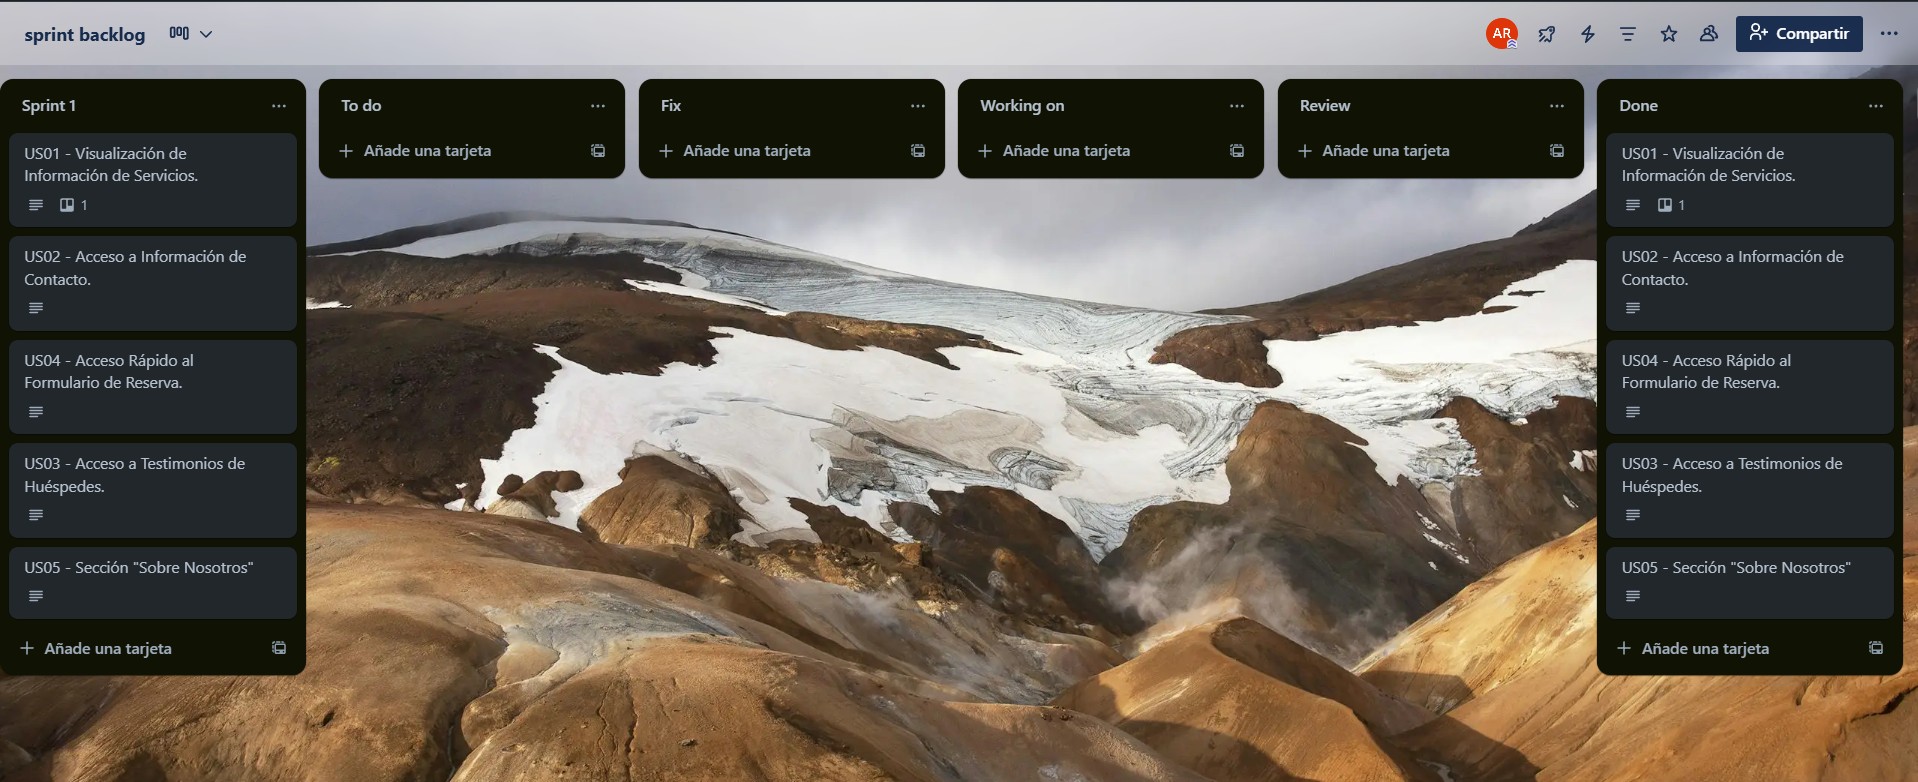 sprint backlog
AR
Compartir
Sprint 1
US01 - Visualización de
Información de Servicios.
1
US02 - Acceso a Información de
Contacto.
US04 - Acceso Rápido al
Formulario de Reserva.
US03 - Acceso a Testimonios de
Huéspedes.
US05 - Sección "Sobre Nosotros"
Añade una tarjeta
To do
Añade una tarjeta
Fix
Añade una tarjeta
Working on
Añade una tarjeta
Review
Añade una tarjeta
Done
US01 - Visualización de
Información de Servicios.
1
US02 - Acceso a Información de
Contacto.
US04 - Acceso Rápido al
Formulario de Reserva.
US03 - Acceso a Testimonios de
Huéspedes.
US05 - Sección "Sobre Nosotros"
Añade una tarjeta